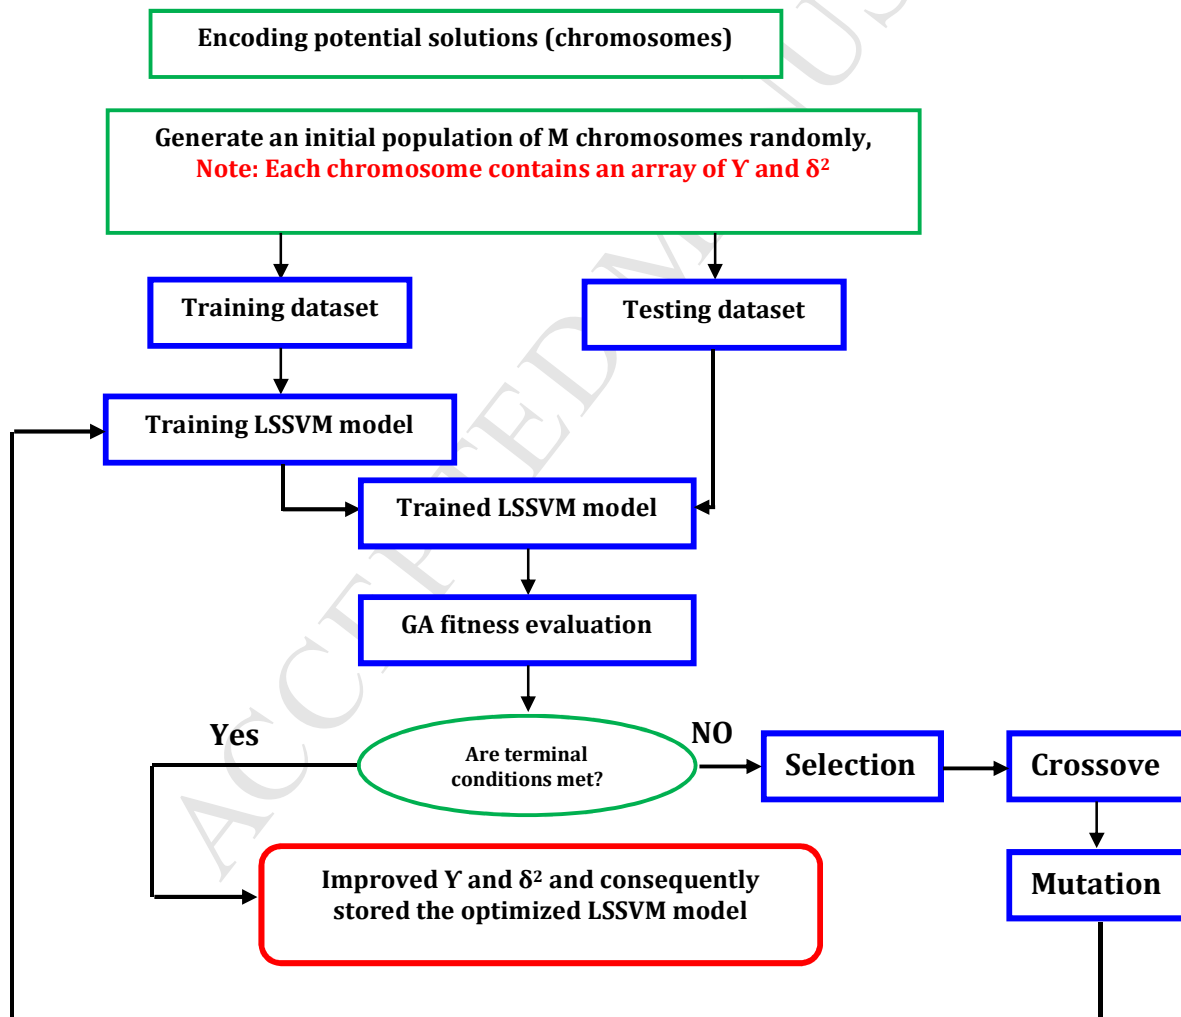 Encoding potential solutions (chromosomes)
Generate an initial population of M chromosomes randomly,
Note: Each chromosome contains an array of ϒ and δ²
Training dataset
Testing dataset
Training LSSVM model
Trained LSSVM model
GA fitness evaluation
Yes
NO
Are terminal
conditions met?
Selection
Crossove
Improved ϒ and δ² and consequently
stored the optimized LSSVM model
Mutation
ACCEPTED M US